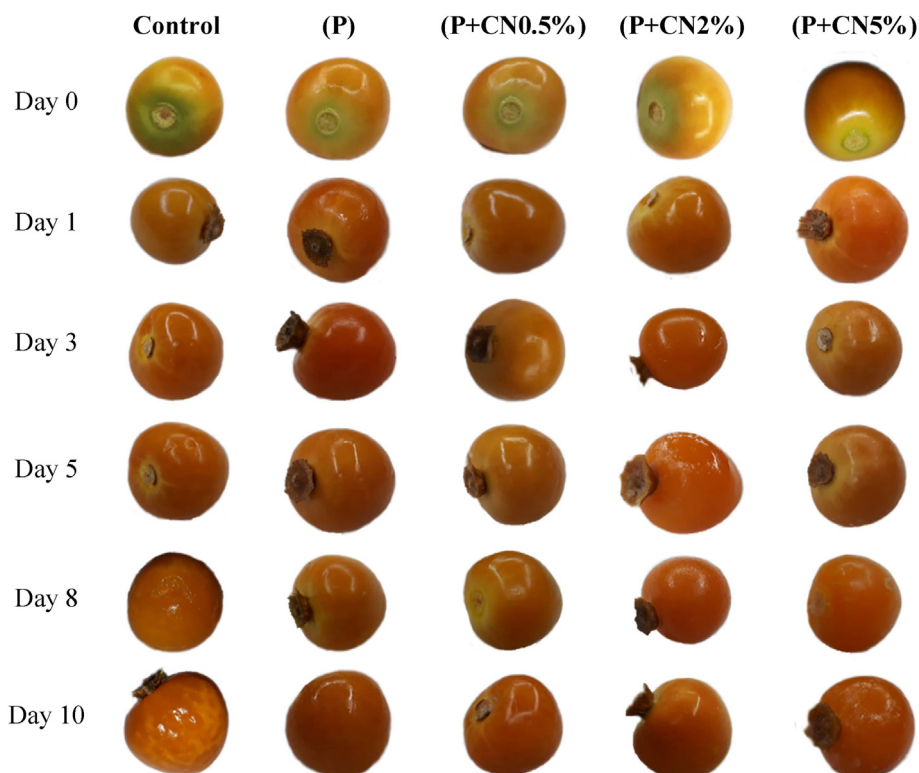 Control (P) (P+CN0.5%) (P+CN2%) (P+CN5%)
Day 0
Day 1
Day 3
Day 5
Day 8
Day 10